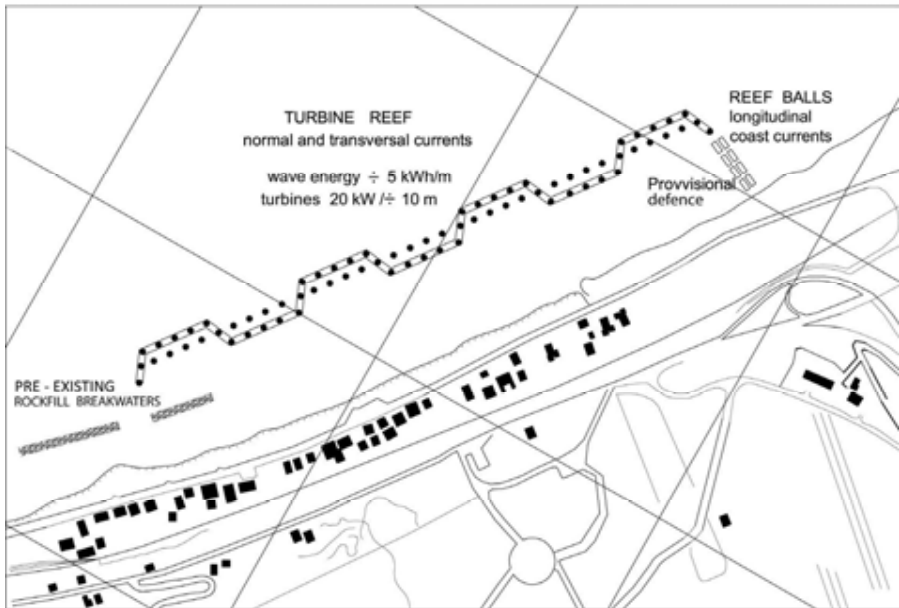 TURBINE REEF
normal and transversal currents
wave energy ÷ 5 kWh/m
turbines 20 kW /÷ 10 m
REEF BALLS
longitudinal
coast currents
Provvisional
defence
PRE - EXISTING
ROCKFILL BREAKWATERS